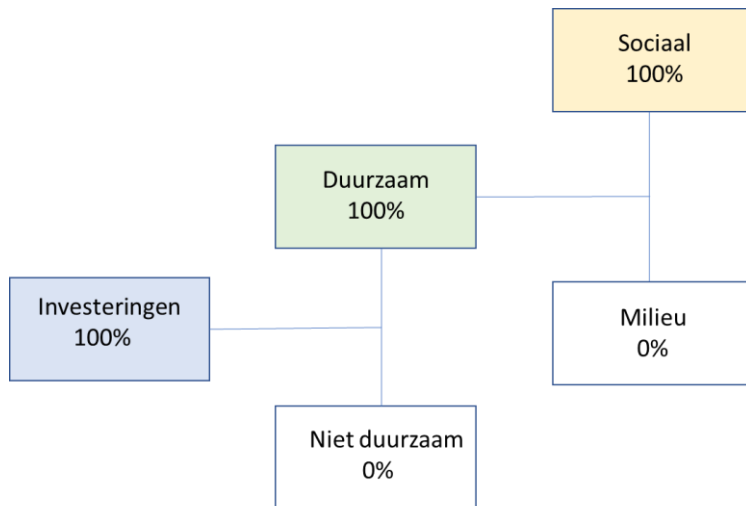 Sociaal
100%
Duurzaam
100%
Investeringen
100%
Milieu
0%
Niet duurzaam
0%